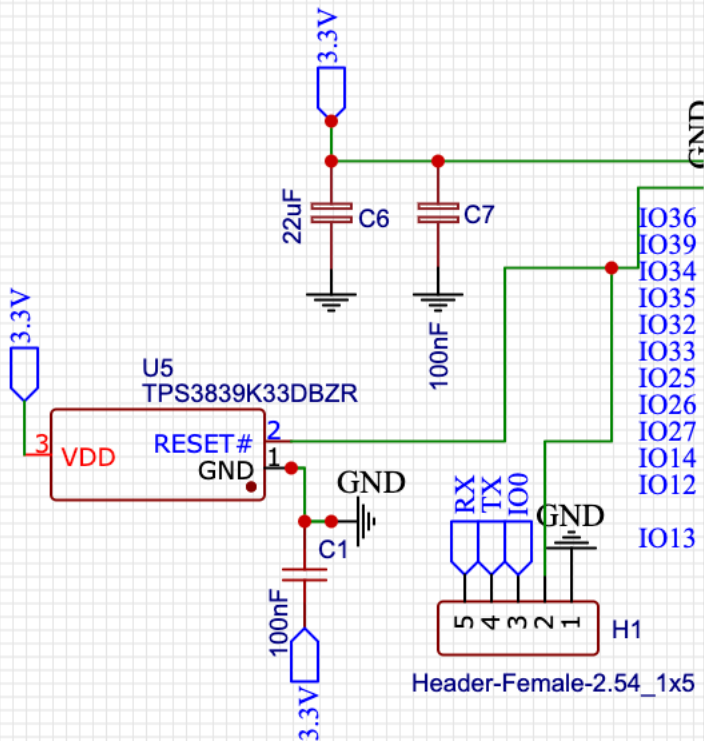 3.3V
GND
22uF
C6
C7
100nF
IO36
IO39
IO34
IO35
IO32
IO33
IO25
IO26
IO27
IO14
IO12
IO13
3.3V
U5
TPS3839K33DBZR
3
VDD
RESET#
2
GND
1
GND
C1
100nF
3.3V
RX
TX
IO0
GND
5
4
3
2
1
H1
Header-Female-2.54_1x5